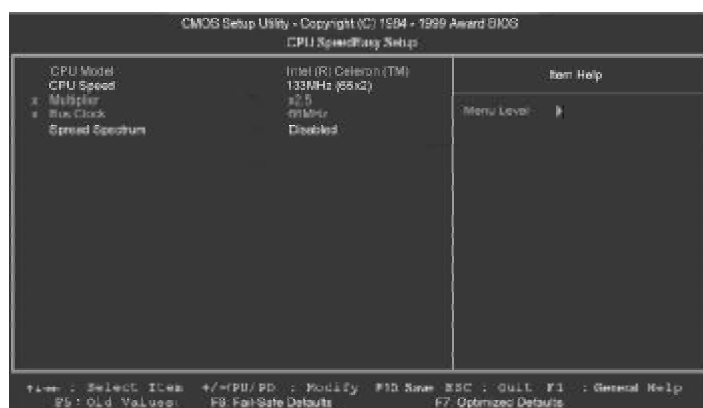 CMOS Setup Utility - Copyright (C) 1984 - 1999 Award BIOS
CPU SpeedEasy Setup
CPU Model Intel (R) Celeron (TM)
CPU Speed 133MHz (66x2)
x Multiplier x2.5
x Bus Clock 66MHz
Spread Spectrum Disabled
Item Help
Menu Level
: Select Item +/-/PU/PD : Modify F10 Save ESC : Quit F1 : General Help
F5: Old Values F6: Fail-Safe Defaults F7: Optimized Defaults